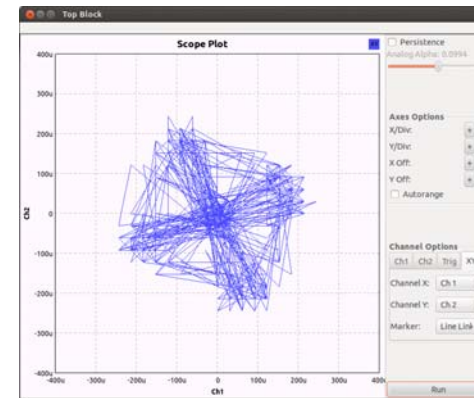 Top Block
Scope Plot
Persistence
Analog Alpha: 0.0994
Axes Options
X/Div:
+
Y/Div:
+
X Off:
+
Y Off:
+
Autorange
Channel Options
Ch1 Ch2 Trig XY
Channel X: Ch 1
Channel Y: Ch 2
Marker: Line Link
Run
400u
300u
200u
100u
0
-100u
-200u
-300u
-400u
Ch2
-400u -300u -200u -100u 0 100u 200u 300u 400
Ch1